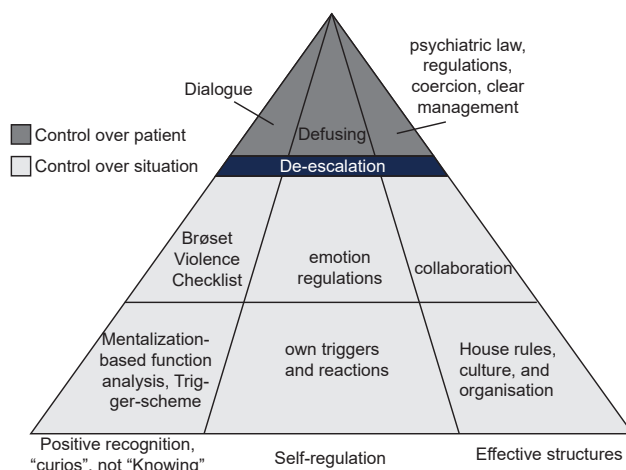 psychiatric law,
regulations,
coercion, clear
management
Dialogue
Defusing
Control over patient
Control over situation
De-escalation
Brøset
Violence
Checklist
emotion
regulations
collaboration
Mentalization-
based function
analysis, Trig-
ger-scheme
own triggers
and reactions
House rules,
culture, and
organisation
Positive recognition,
“curios”, not “Knowing”
Self-regulation
Effective structures